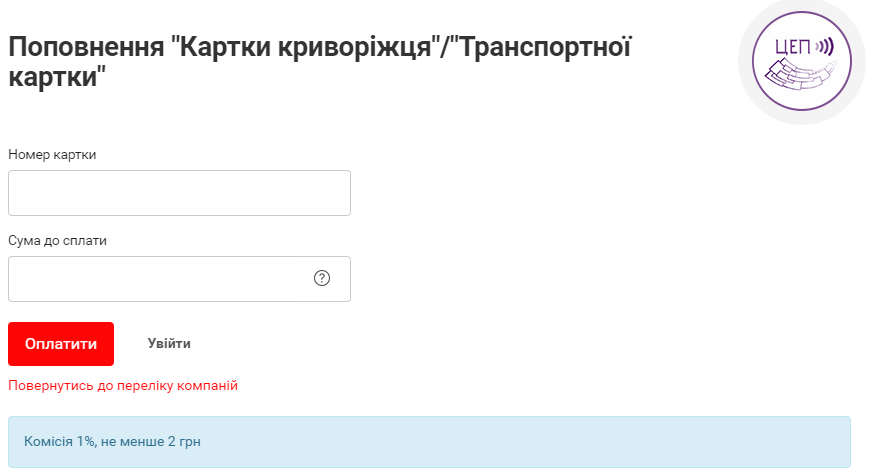 Поповнення "Картки криворіжця"/"Транспортної
картки"
ЦЕП
Номер картки
Сума до сплати
?
Оплатити Увійти
Повернутись до переліку компаній
Комісія 1%, не менше 2 грн